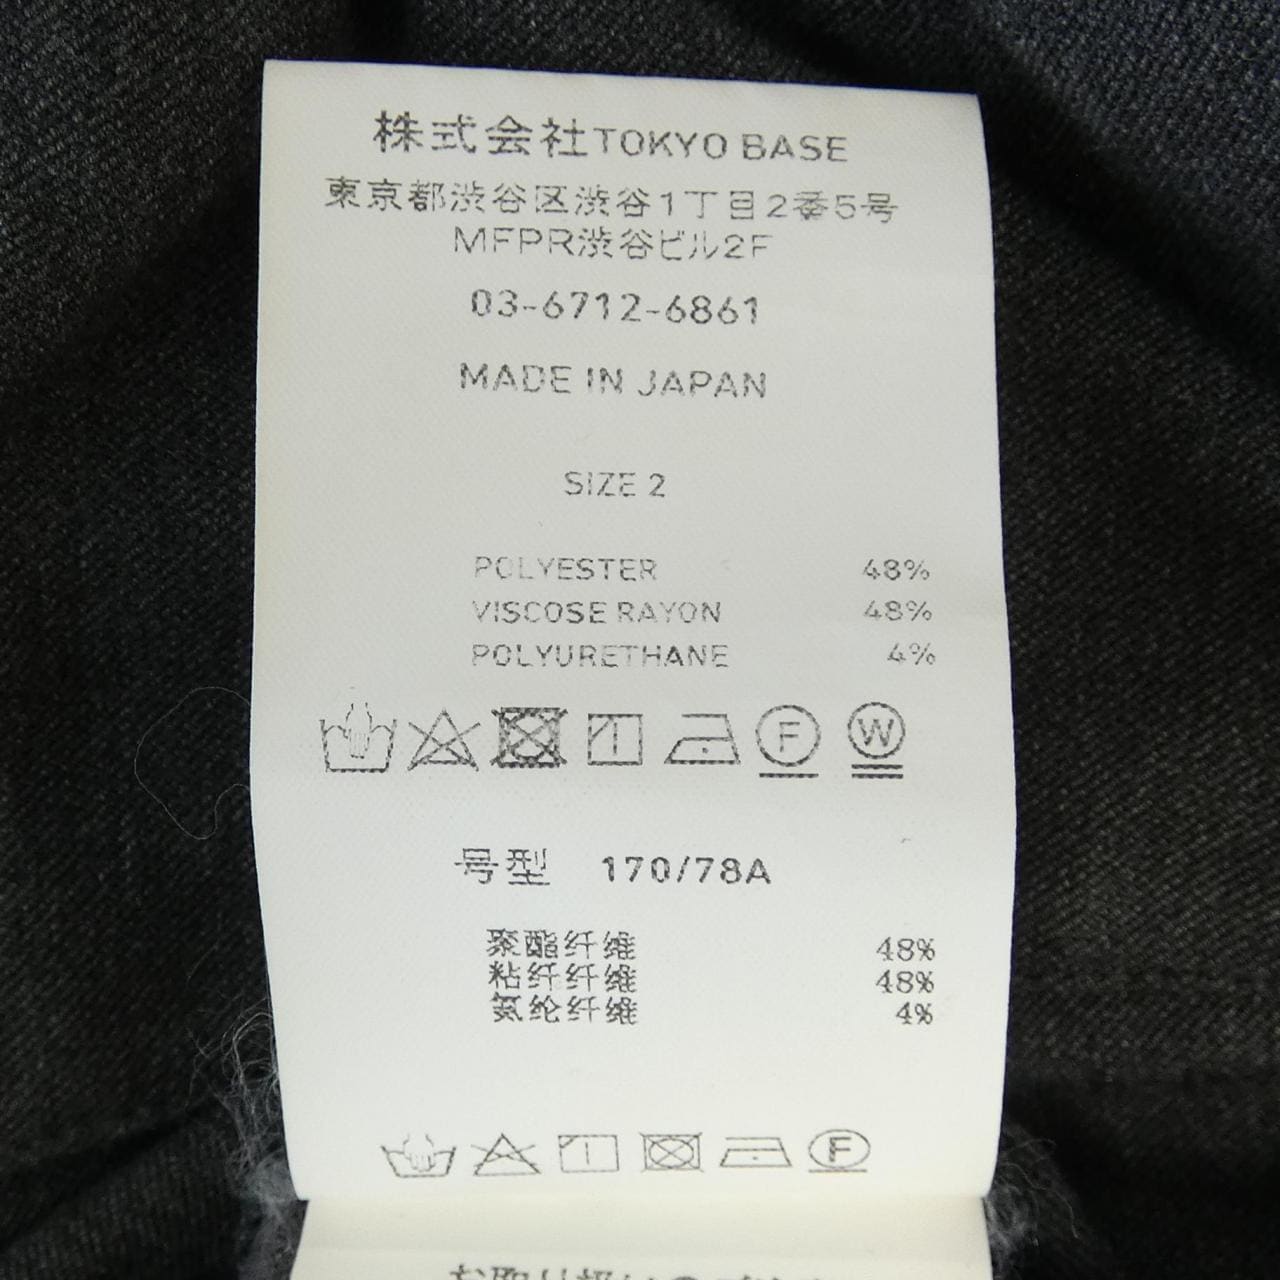 株式会社TOKYO BASE
東京都渋谷区渋谷1丁目2番5号
MFPR渋谷ビル2F
03-6712-6861
MADE IN JAPAN
SIZE 2
POLYESTER 48%
VISCOSE RAYON 48%
POLYURETHANE 4%
F W
号型 170/78A
聚酯纤维 48%
粘纤纤维 48%
氨纶纤维 4%
F